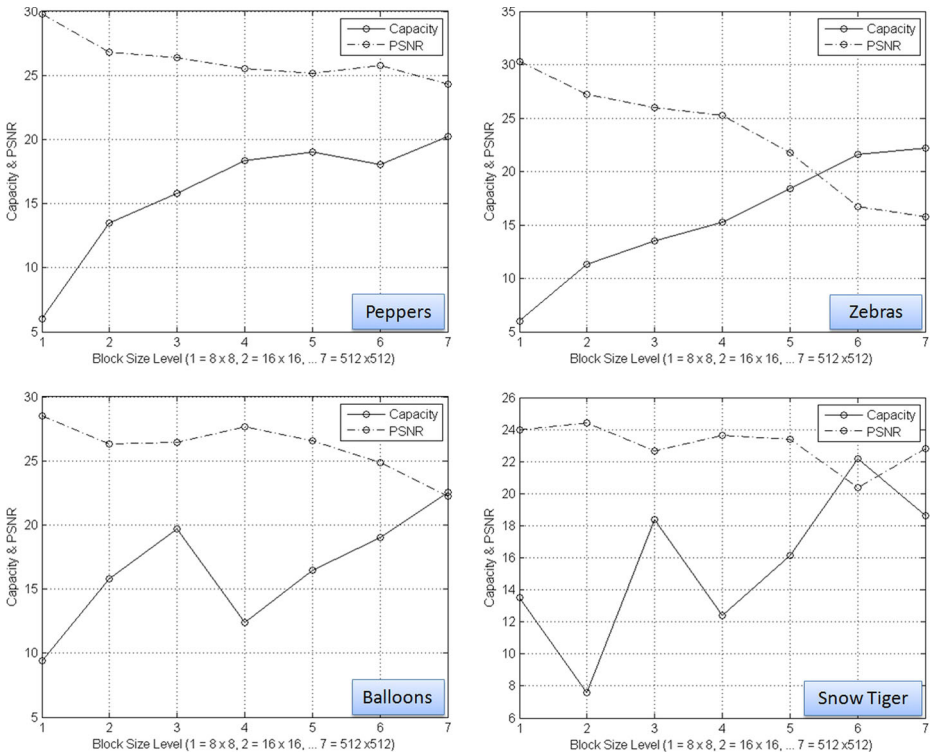 30
25
20
15
10
5
Capacity & PSNR
Capacity
PSNR
Peppers
1 2 3 4 5 6 7
Block Size Level (1 = 8 x 8, 2 = 16 x 16, ... 7 = 512 x512)
35
30
25
20
15
10
5
Capacity & PSNR
Capacity
PSNR
Zebras
1 2 3 4 5 6 7
Block Size Level (1 = 8 x 8, 2 = 16 x 16, ... 7 = 512 x512)
30
25
20
15
10
5
Capacity & PSNR
Capacity
PSNR
Balloons
1 2 3 4 5 6 7
Block Size Level (1 = 8 x 8, 2 = 16 x 16, ... 7 = 512 x512)
26
24
22
20
18
16
14
12
10
8
6
Capacity & PSNR
Capacity
PSNR
Snow Tiger
1 2 3 4 5 6 7
Block Size Level (1 = 8 x 8, 2 = 16 x 16, ... 7 = 512 x512)